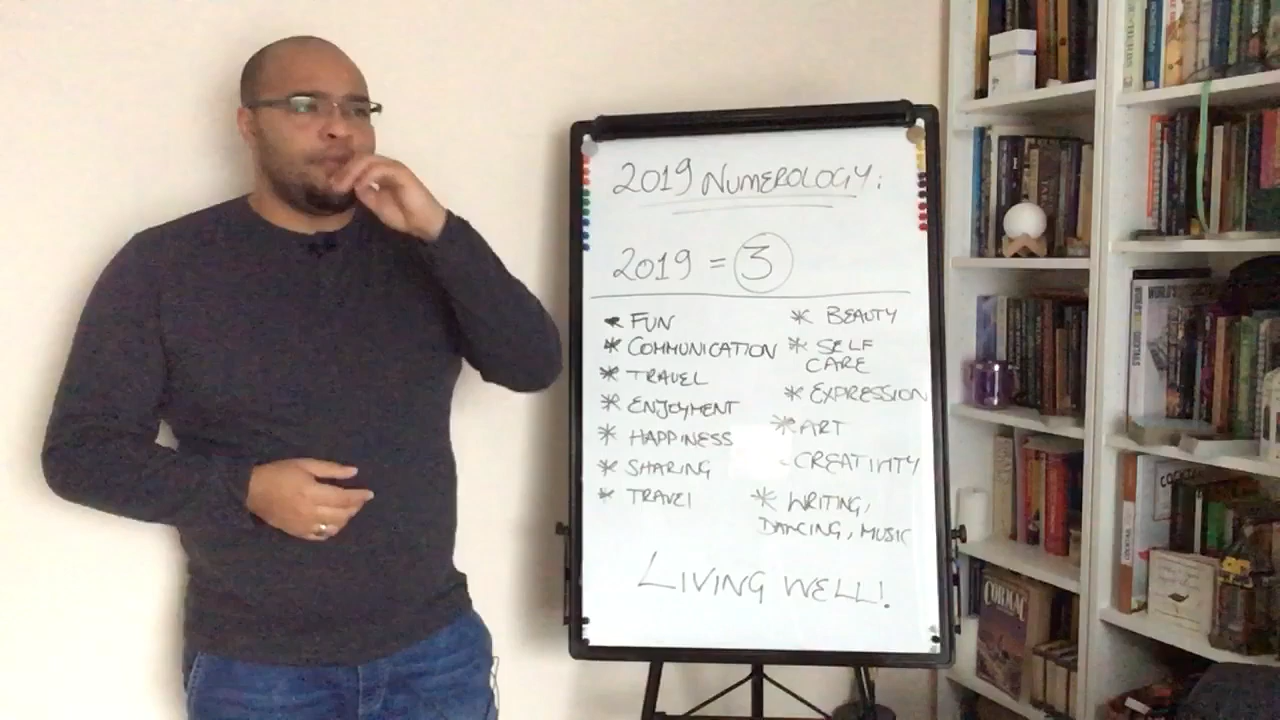 2019 NUMEROLOGY:
2019 = 3
* FUN
* COMMUNICATION
* TRAVEL
* ENJOYMENT
* HAPPINESS
* SHARING
* TRAVEL
* BEAUTY
* SELF
CARE
* EXPRESSION
* ART
- CREATIVITY
* WRITING,
DANCING, MUSIC
LIVING WELL!
CORMAC